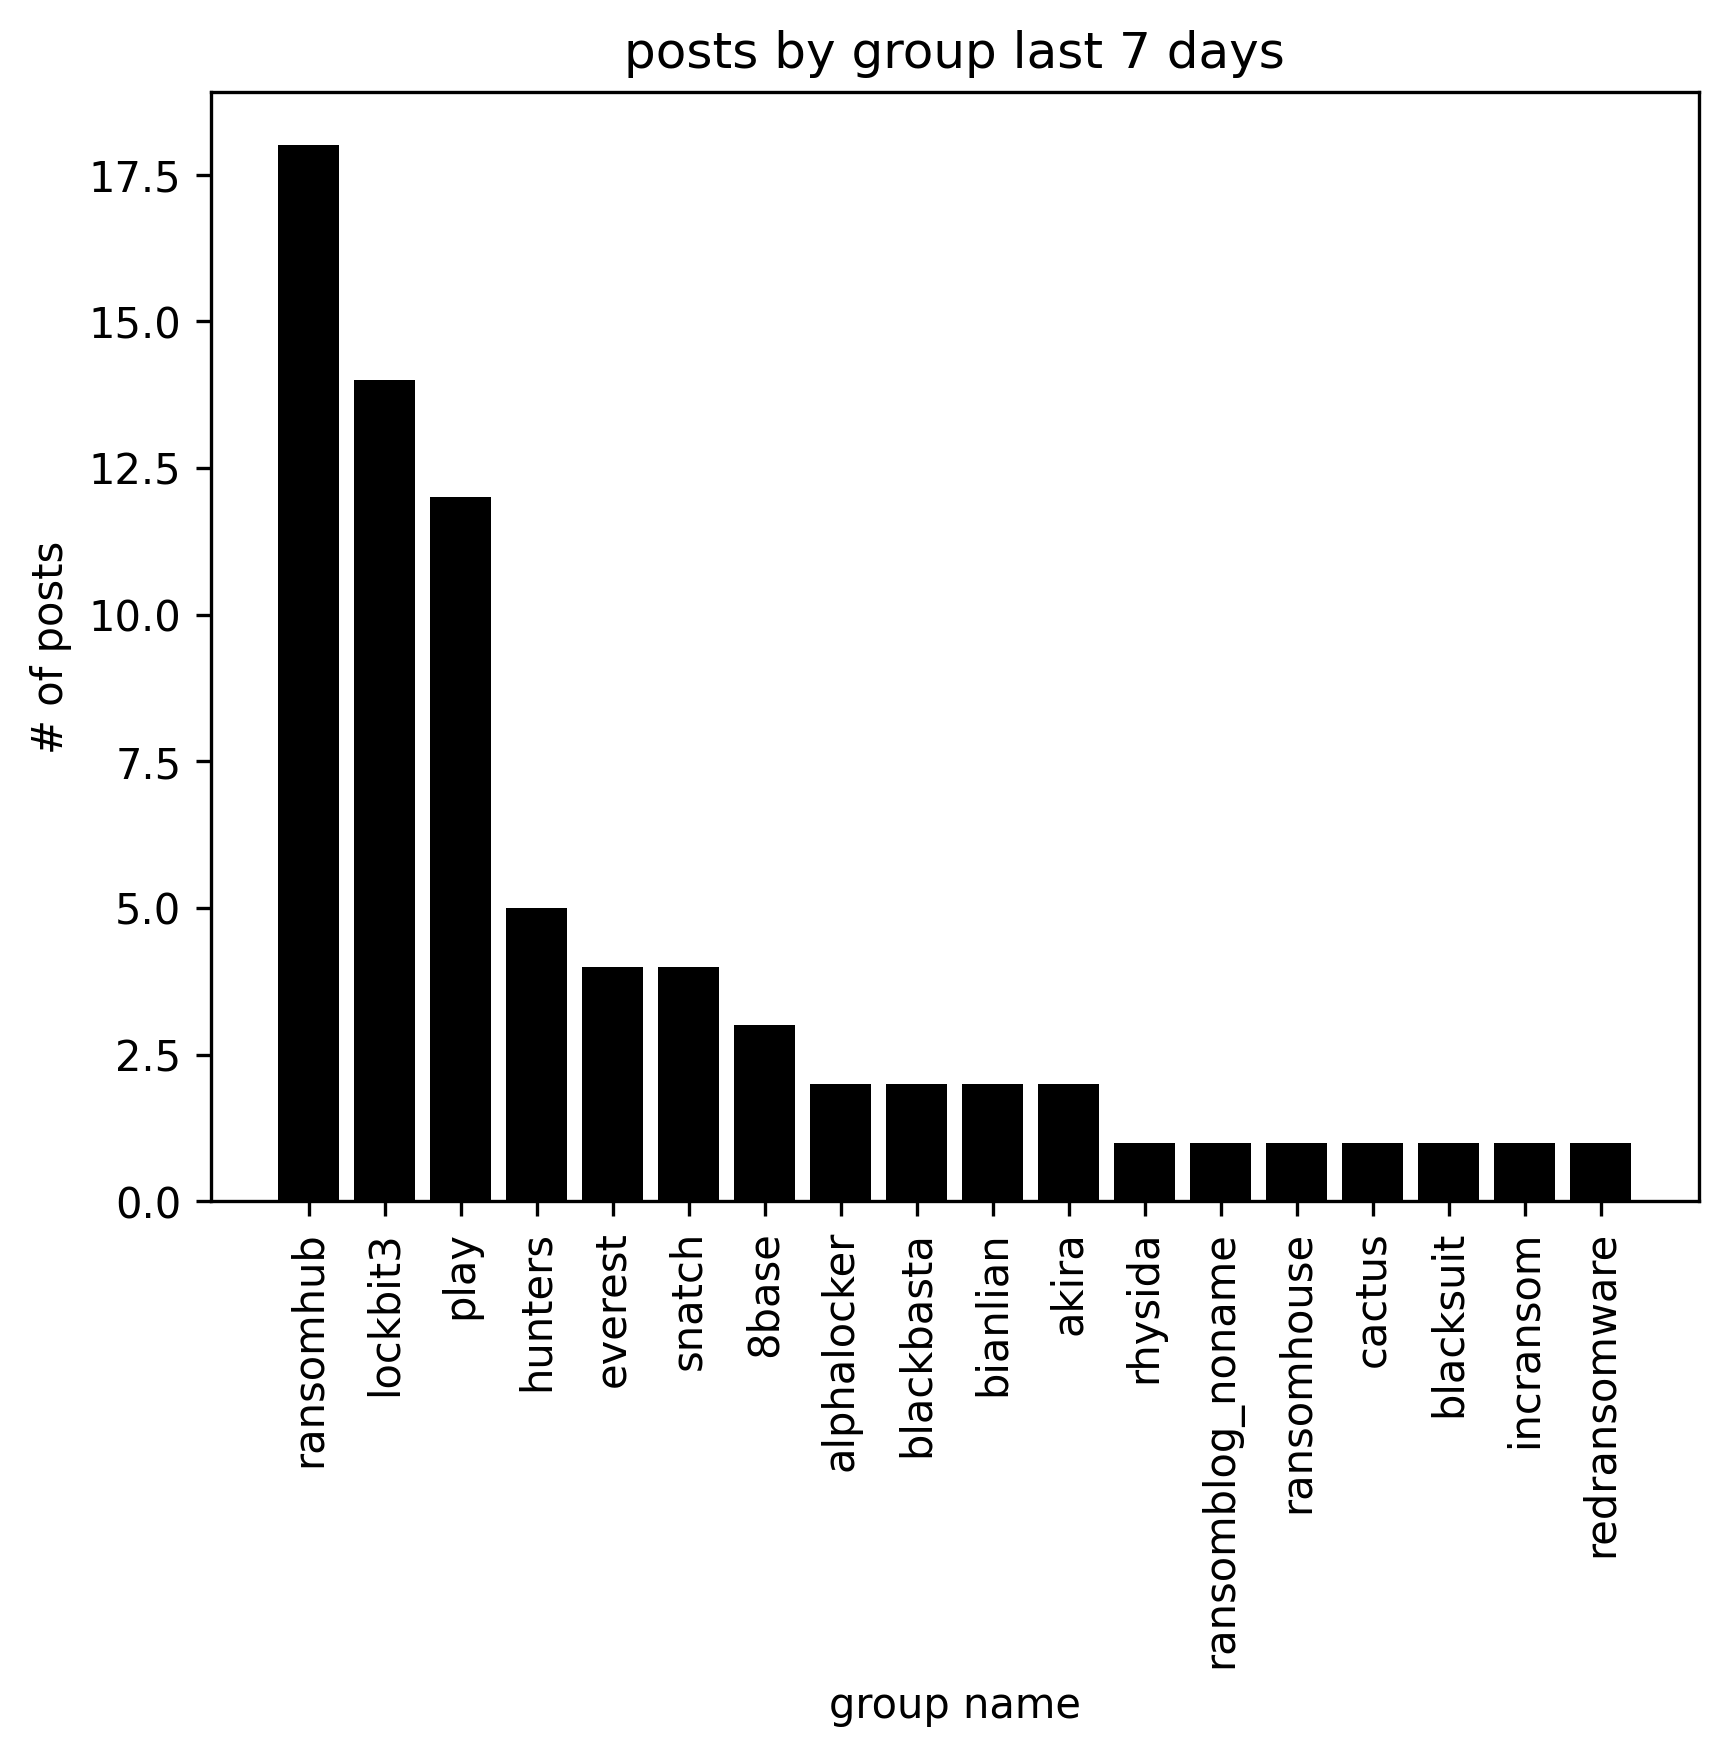 posts by group last 7 days
# of posts
17.5
15.0
12.5
10.0
7.5
5.0
2.5
0.0
ransomhub
lockbit3
play
hunters
everest
snatch
8base
alphalocker
blackbasta
bianlian
akira
rhysida
ransomblog_noname
ransomhouse
cactus
blacksuit
incransom
redransomware
group name